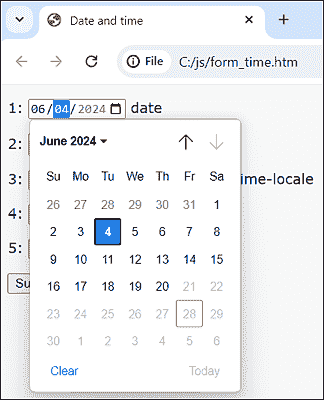 Date and time
File C:/js/form_time.htm
1: 06/04/2024 date
2:
June 2024
Su Mo Tu We Th Fr Sa
3: ime-locale
26 27 28 29 30 31 1
4: 2 3 4 5 6 7 8
5: 9 10 11 12 13 14 15
Su 16 17 18 19 20 21 22
23 24 25 26 27 28 29
30 1 2 3 4 5 6
Clear Today